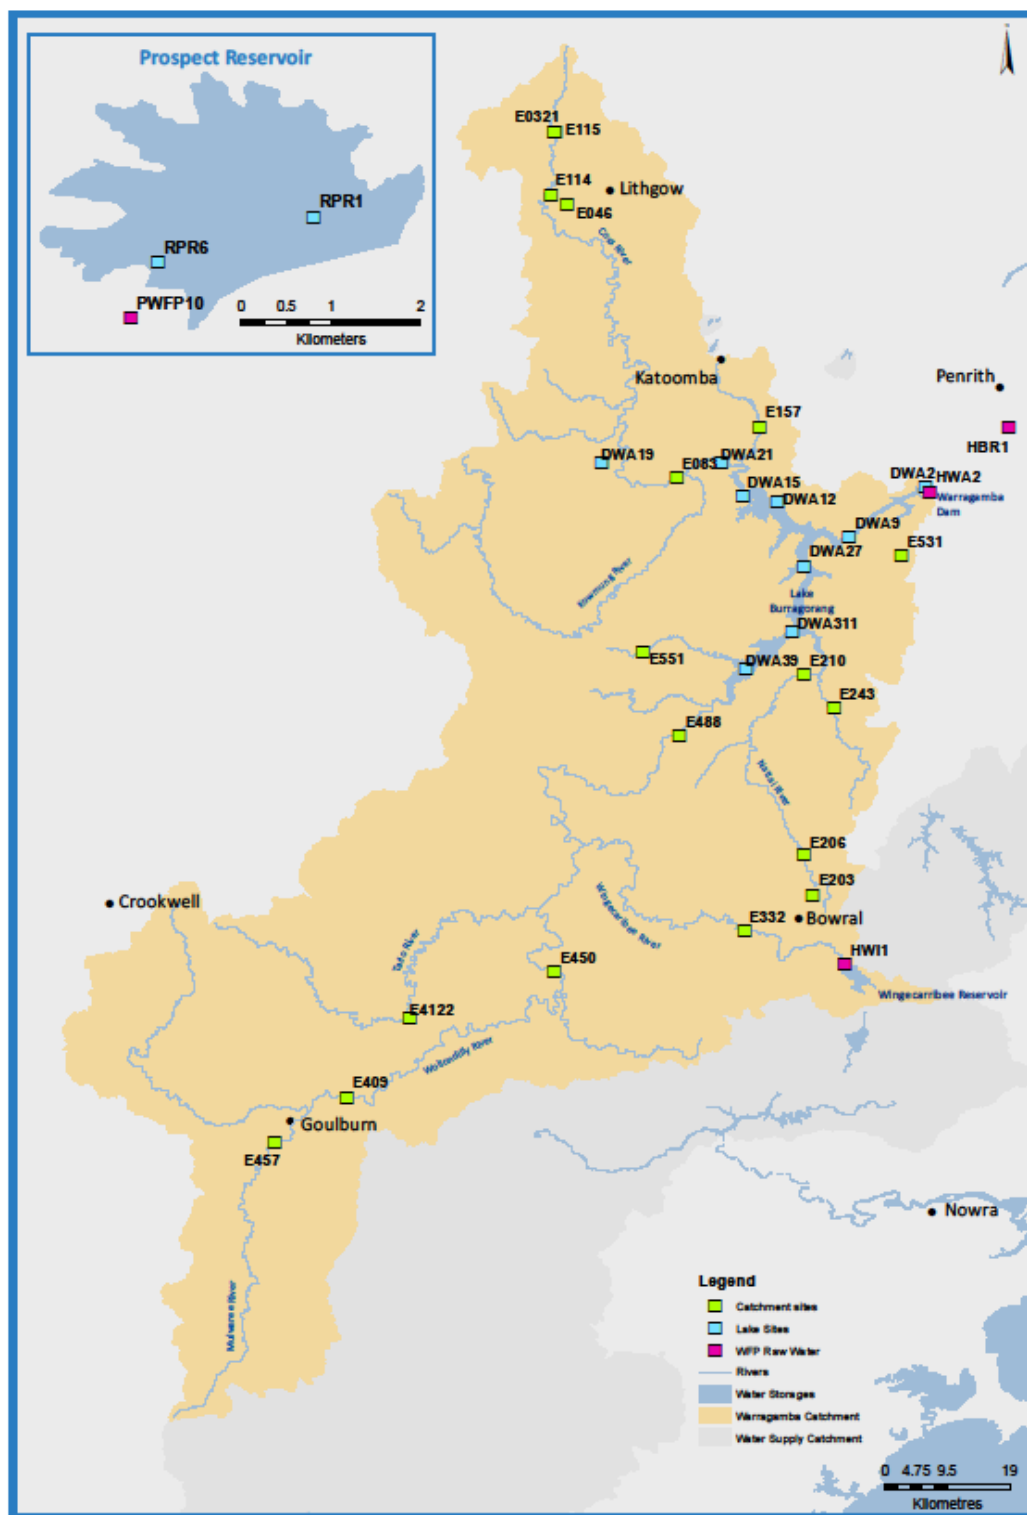 Prospect Reservoir
RPR1
RPR6
PWFP10
0 0.5 1 2
Kilometers
E0321
E115
E114
Lithgow
E046
Coxs River
Katoomba
Penrith
E157
HBR1
DWA19
E083
DWA21
DWA2
HWA2
DWA15
DWA12
Warragamba
Dam
DWA9
E531
DWA27
Kowmung River
Lake
Burragorang
DWA311
E551
DWA39
E210
E243
E488
Nattai River
E206
E203
Crookwell
Bowral
E332
Wingecarribee River
HWI1
Tarlo River
E450
Wingecarribee Reservoir
E4122
Wollondilly River
E409
Goulburn
E457
Nowra
Mulwaree River
Legend
Catchment sites
Lake Sites
WFP Raw Water
Rivers
Water Storages
Warragamba Catchment
Water Supply Catchment
0 4.75 9.5 19
Kilometres